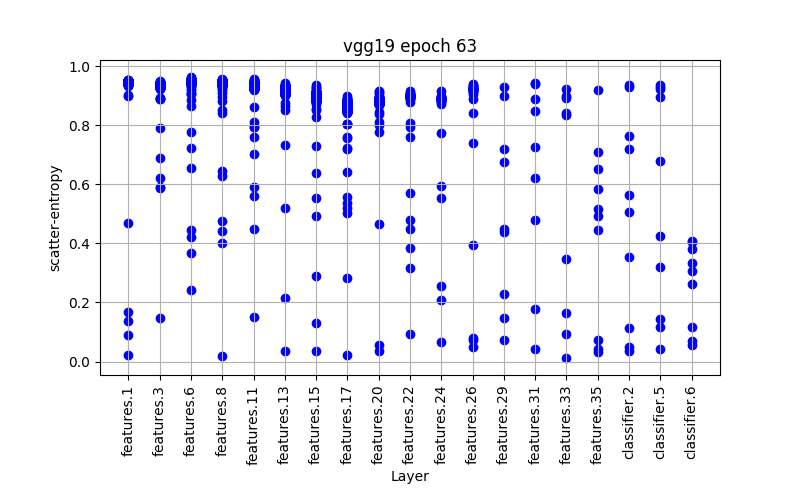 vgg19 epoch 63
scatter-entropy
1.0
0.8
0.6
0.4
0.2
0.0
features.1
features.3
features.6
features.8
features.11
features.13
features.15
features.17
features.20
features.22
features.24
features.26
features.29
features.31
features.33
features.35
classifier.2
classifier.5
classifier.6
Layer